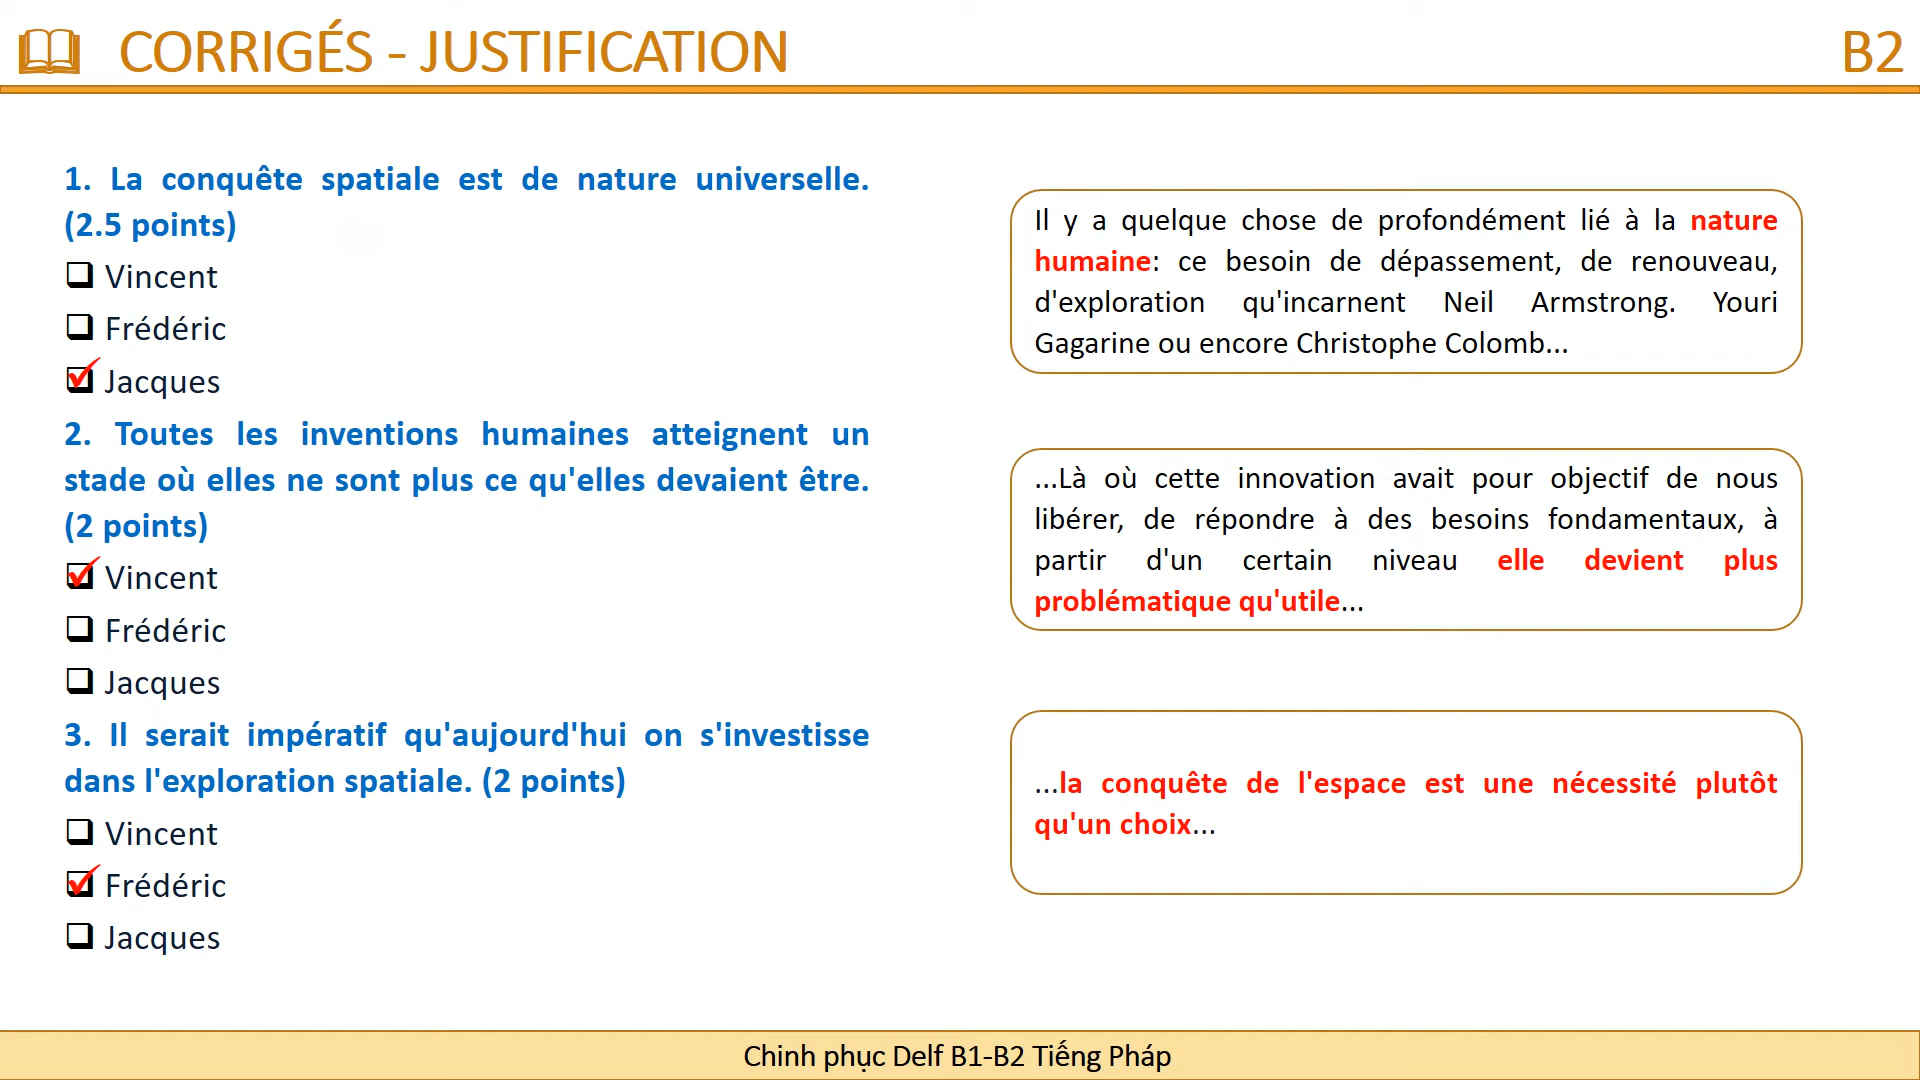 CORRIGÉS - JUSTIFICATION
B2
1. La conquête spatiale est de nature universelle.
(2.5 points)
Vincent
Frédéric
Jacques
2. Toutes les inventions humaines atteignent un
stade où elles ne sont plus ce qu'elles devaient être.
(2 points)
Vincent
Frédéric
Jacques
3. Il serait impératif qu'aujourd'hui on s'investisse
dans l'exploration spatiale. (2 points)
Vincent
Frédéric
Jacques
Il y a quelque chose de profondément lié à la nature
humaine: ce besoin de dépassement, de renouveau,
d'exploration qu'incarnent Neil Armstrong. Youri
Gagarine ou encore Christophe Colomb...
...Là où cette innovation avait pour objectif de nous
libérer, de répondre à des besoins fondamentaux, à
partir d'un certain niveau elle devient plus
problématique qu'utile...
...la conquête de l'espace est une nécessité plutôt
qu'un choix...
Chinh phục Delf B1-B2 Tiếng Pháp